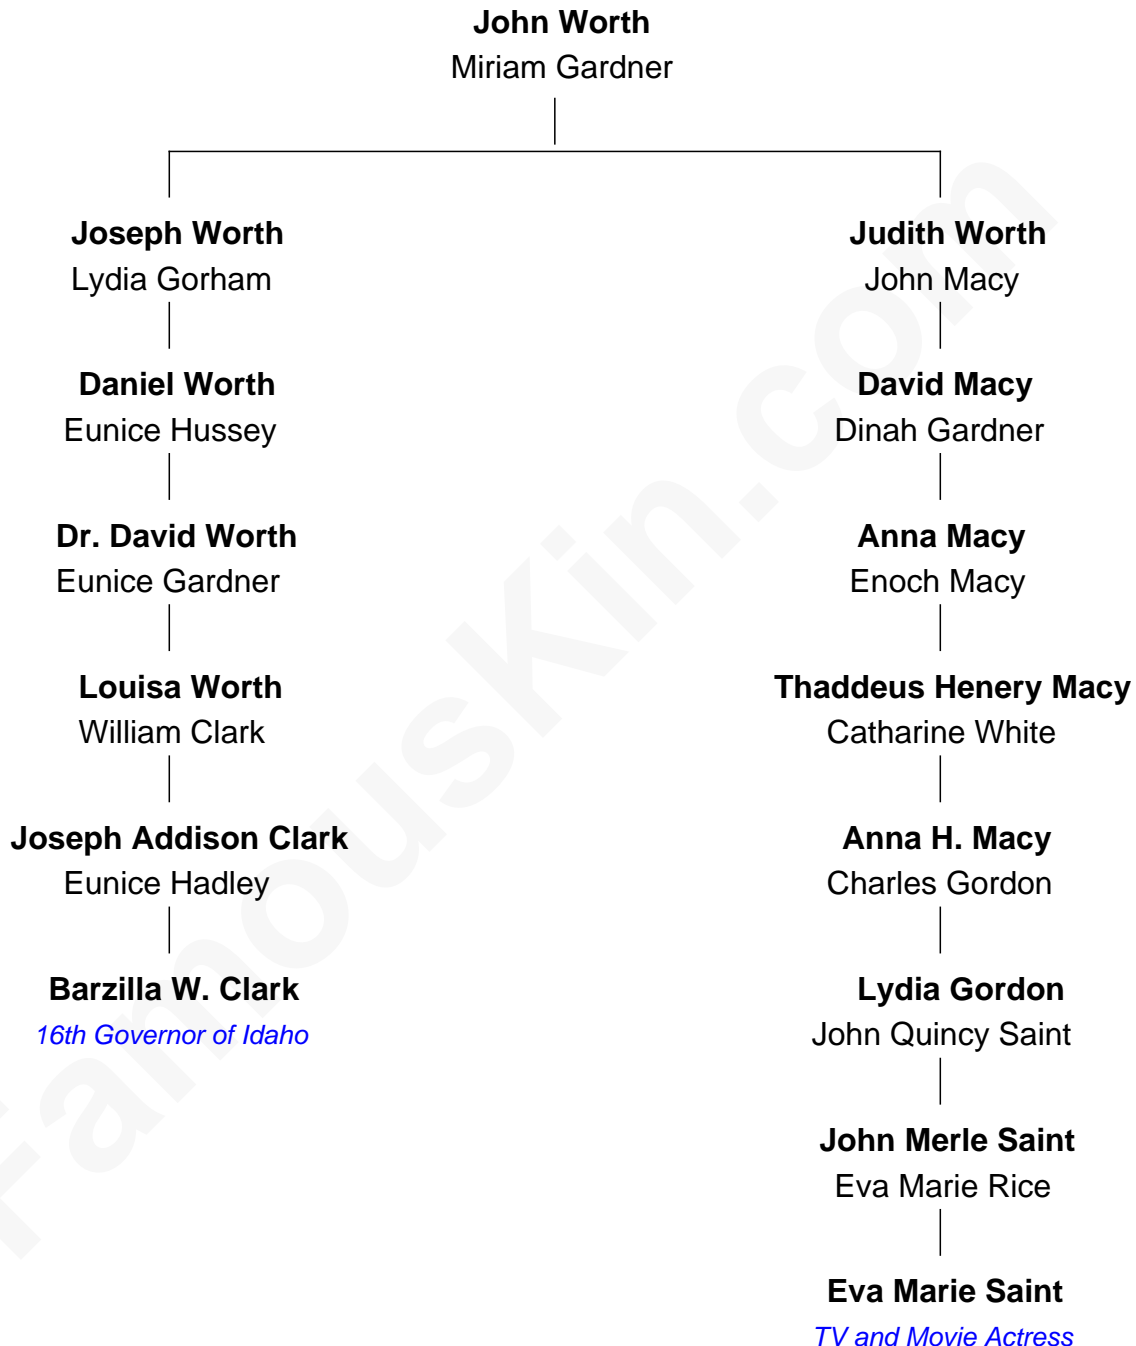 John Worth
Miriam Gardner
Joseph Worth
Lydia Gorham
Judith Worth
John Macy
Daniel Worth
Eunice Hussey
David Macy
Dinah Gardner
Dr. David Worth
Eunice Gardner
Anna Macy
Enoch Macy
Louisa Worth
William Clark
Thaddeus Henery Macy
Catharine White
Joseph Addison Clark
Eunice Hadley
Anna H. Macy
Charles Gordon
Barzilla W. Clark
16th Governor of Idaho
Lydia Gordon
John Quincy Saint
John Merle Saint
Eva Marie Rice
Eva Marie Saint
TV and Movie Actress
FamousKin.com